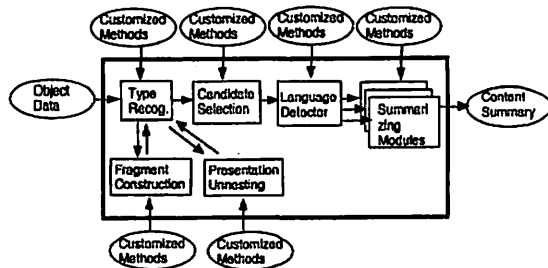 Customized
Methods
Customized
Methods
Customized
Methods
Customized
Methods
Object
Data
Type
Recog.
Candidate
Selection
Language
Detector
Summari
zing
Modules
Content
Summary
Fragment
Construction
Presentation
Unnesting
Customized
Methods
Customized
Methods